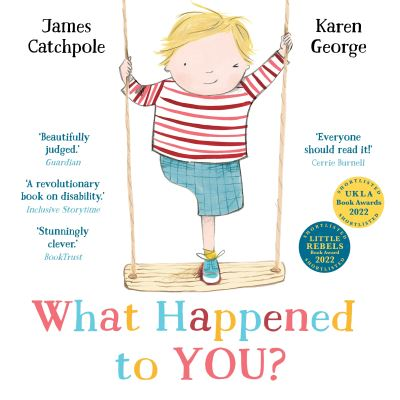 James
Catchpole
Karen
George
‘Beautifully
judged.’
Guardian
‘A revolutionary
book on disability.’
Inclusive Storytime
‘Stunningly
clever.’
BookTrust
‘Everyone
should read it!’
Cerrie Burnell
SHORTLISTED
UKLA
Book Awards
2022
SHORTLISTED
SHORTLISTED
LITTLE
REBELS
Book Award
2022
SHORTLISTED
What Happened
to YOU?